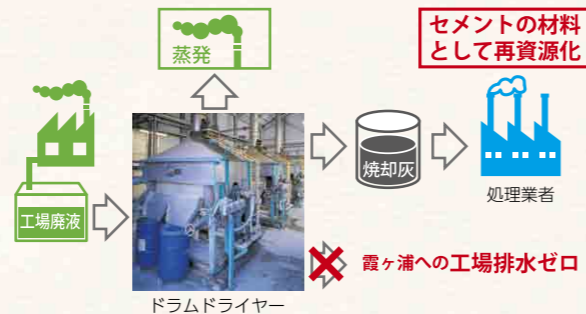 蒸発
セメントの材料
として再資源化
工場廃液
焼却灰
処理業者
霞ヶ浦への工場排水ゼロ
ドラムドライヤー